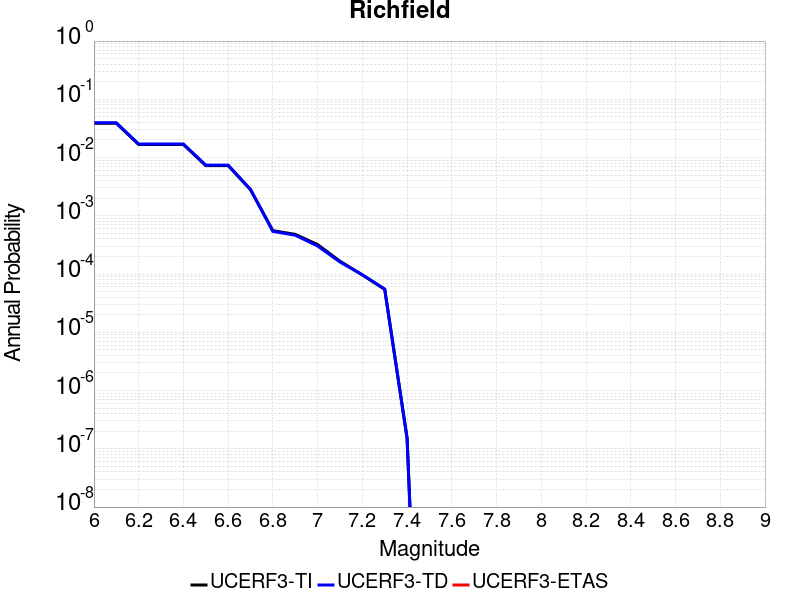 Richfield
10^0
10^-1
10^-2
10^-3
10^-4
10^-5
10^-6
10^-7
10^-8
Annual Probability
6 6.2 6.4 6.6 6.8 7 7.2 7.4 7.6 7.8 8 8.2 8.4 8.6 8.8 9
Magnitude
UCERF3-TI UCERF3-TD UCERF3-ETAS